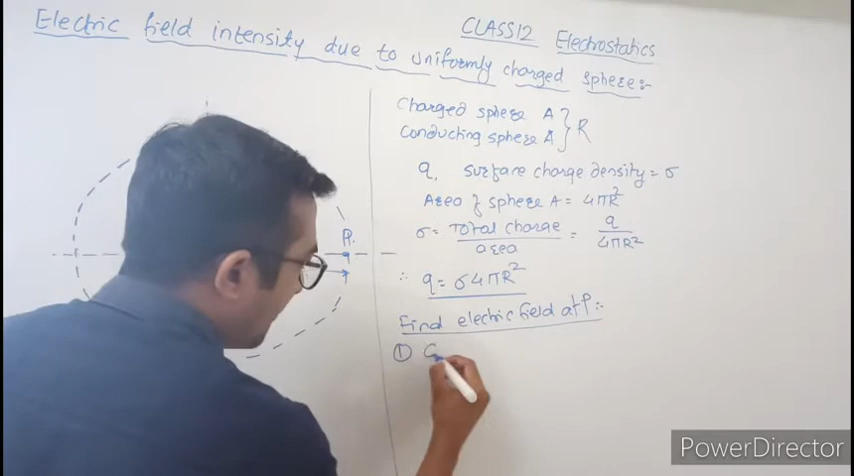 CLASS12 Electrostatics
Electric field intensity due to uniformly charged sphere:-
Charged sphere A
Conducting sphere A } R
q, surface charge density = σ
Area of sphere A = 4πR²
σ = Total charge / area = q / 4πR²
∴ q = σ4πR²
Find electric field at P:-
① G
P.
PowerDirector